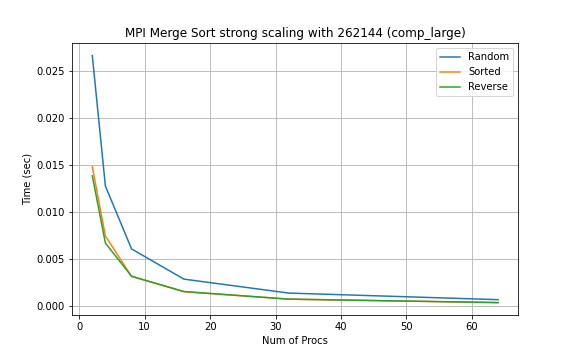 MPI Merge Sort strong scaling with 262144 (comp_large)
Random
Sorted
Reverse
0.025
0.020
0.015
0.010
0.005
0.000
Time (sec)
0 10 20 30 40 50 60
Num of Procs